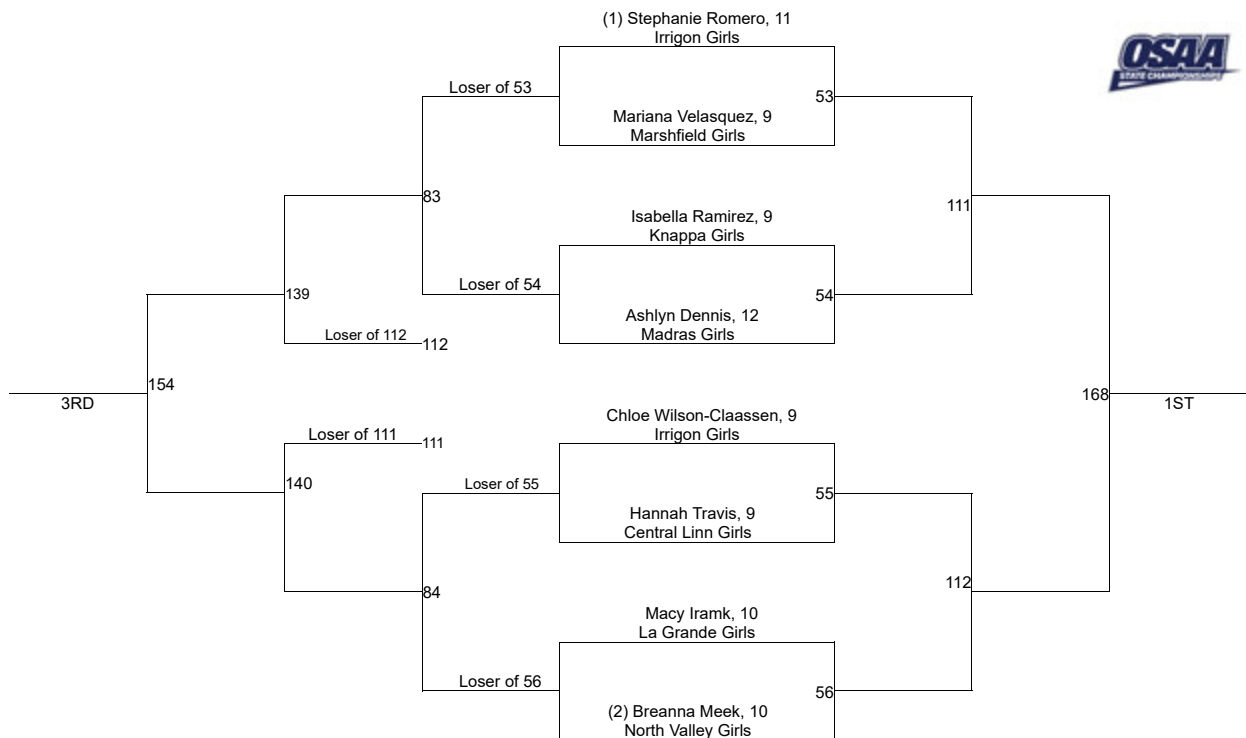 (1) Stephanie Romero, 11
Irrigon Girls
OSAA
STATE CHAMPIONSHIPS
Loser of 53
53
Mariana Velasquez, 9
Marshfield Girls
83
111
Isabella Ramirez, 9
Knappa Girls
Loser of 54
54
139
Ashlyn Dennis, 12
Madras Girls
Loser of 112
112
154
168
3RD
1ST
Chloe Wilson-Claassen, 9
Irrigon Girls
Loser of 111
111
140
Loser of 55
55
Hannah Travis, 9
Central Linn Girls
84
112
Macy Iramk, 10
La Grande Girls
Loser of 56
56
(2) Breanna Meek, 10
North Valley Girls